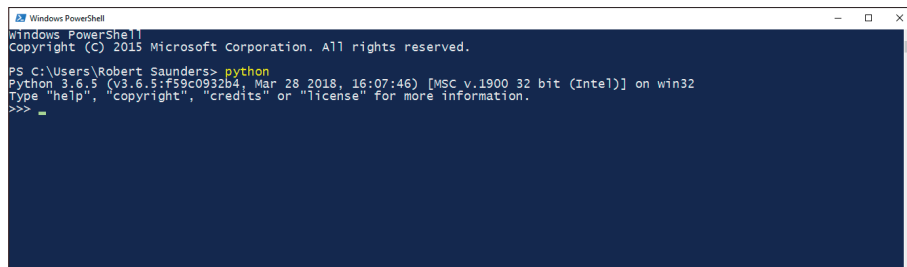 Windows PowerShell
Windows PowerShell
Copyright (C) 2015 Microsoft Corporation. All rights reserved.
PS C:\Users\Robert Saunders> python
Python 3.6.5 (v3.6.5:f59c0932b4, Mar 28 2018, 16:07:46) [MSC v.1900 32 bit (Intel)] on win32
Type "help", "copyright", "credits" or "license" for more information.
>>>